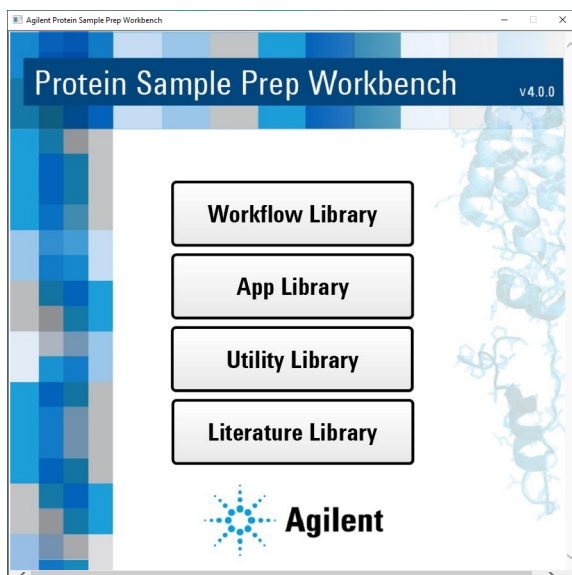 Agilent Protein Sample Prep Workbench
Protein Sample Prep Workbench
v4.0.0
Workflow Library
App Library
Utility Library
Literature Library
Agilent